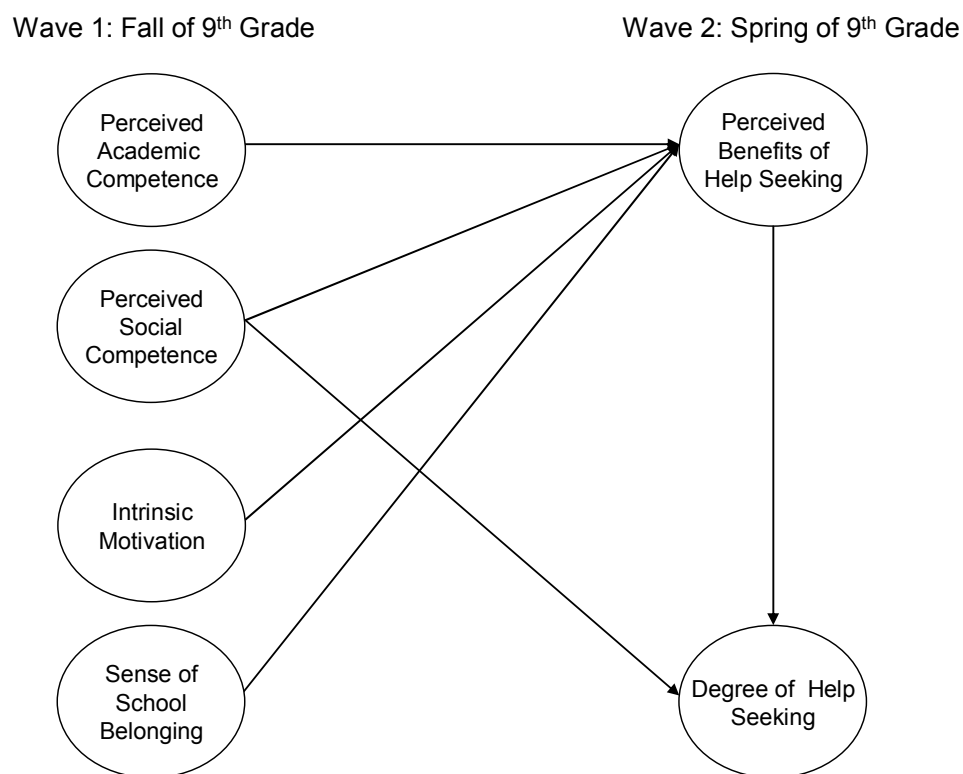 Wave 1: Fall of 9th Grade
Wave 2: Spring of 9th Grade
Perceived
Academic
Competence
Perceived
Benefits of
Help Seeking
Perceived
Social
Competence
Intrinsic
Motivation
Sense of
School
Belonging
Degree of Help
Seeking